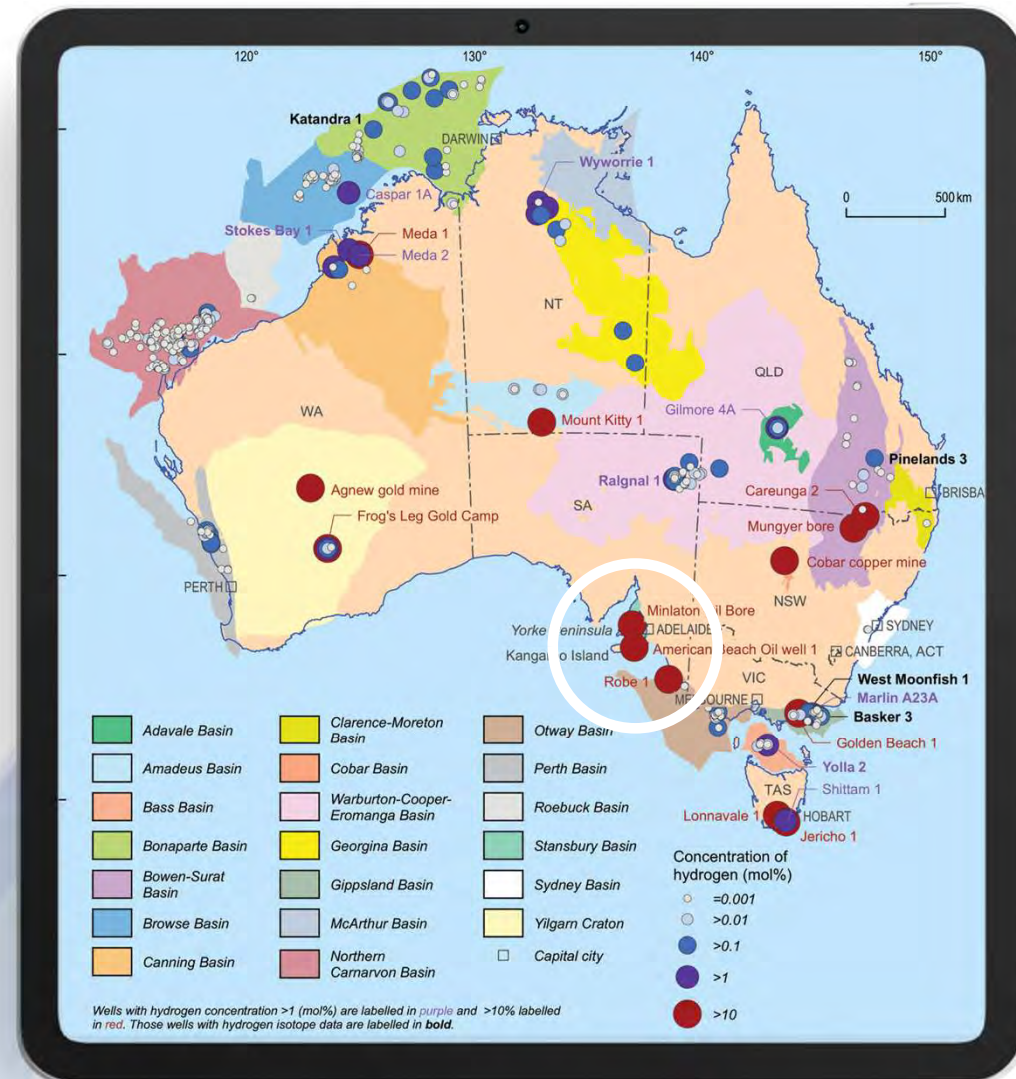 120°
130°
140°
150°
Katandra 1
DARWIN
Wyworrie 1
Caspar 1A
0
500 km
Stokes Bay 1
Meda 1
Meda 2
NT
QLD
WA
Gilmore 4A
Mount Kitty 1
Pinelands 3
Ralgnal 1
Careunga 2
BRISBA
Agnew gold mine
SA
Frog's Leg Gold Camp
Mungyer bore
Cobar copper mine
PERTH
NSW
Minlaton Oil Bore
Yorke Peninsula
ADELAIDE
SYDNEY
Kangaroo Island
American Beach Oil well 1
CANBERRA, ACT
Robe 1
VIC
West Moonfish 1
MELBOURNE
Marlin A23A
Basker 3
Golden Beach 1
Yolla 2
TAS
Shittam 1
Lonnavale 1
HOBART
Jericho 1
Adavale Basin
Amadeus Basin
Bass Basin
Bonaparte Basin
Bowen-Surat
Basin
Browse Basin
Canning Basin
Clarence-Moreton
Basin
Cobar Basin
Warburton-Cooper-
Eromanga Basin
Georgina Basin
Gippsland Basin
McArthur Basin
Northern
Carnarvon Basin
Otway Basin
Perth Basin
Roebuck Basin
Stansbury Basin
Sydney Basin
Yilgarn Craton
Capital city
Concentration of
hydrogen (mol%)
=0.001
>0.01
>0.1
>1
>10
Wells with hydrogen concentration >1 (mol%) are labelled in purple and >10% labelled
in red. Those wells with hydrogen isotope data are labelled in bold.